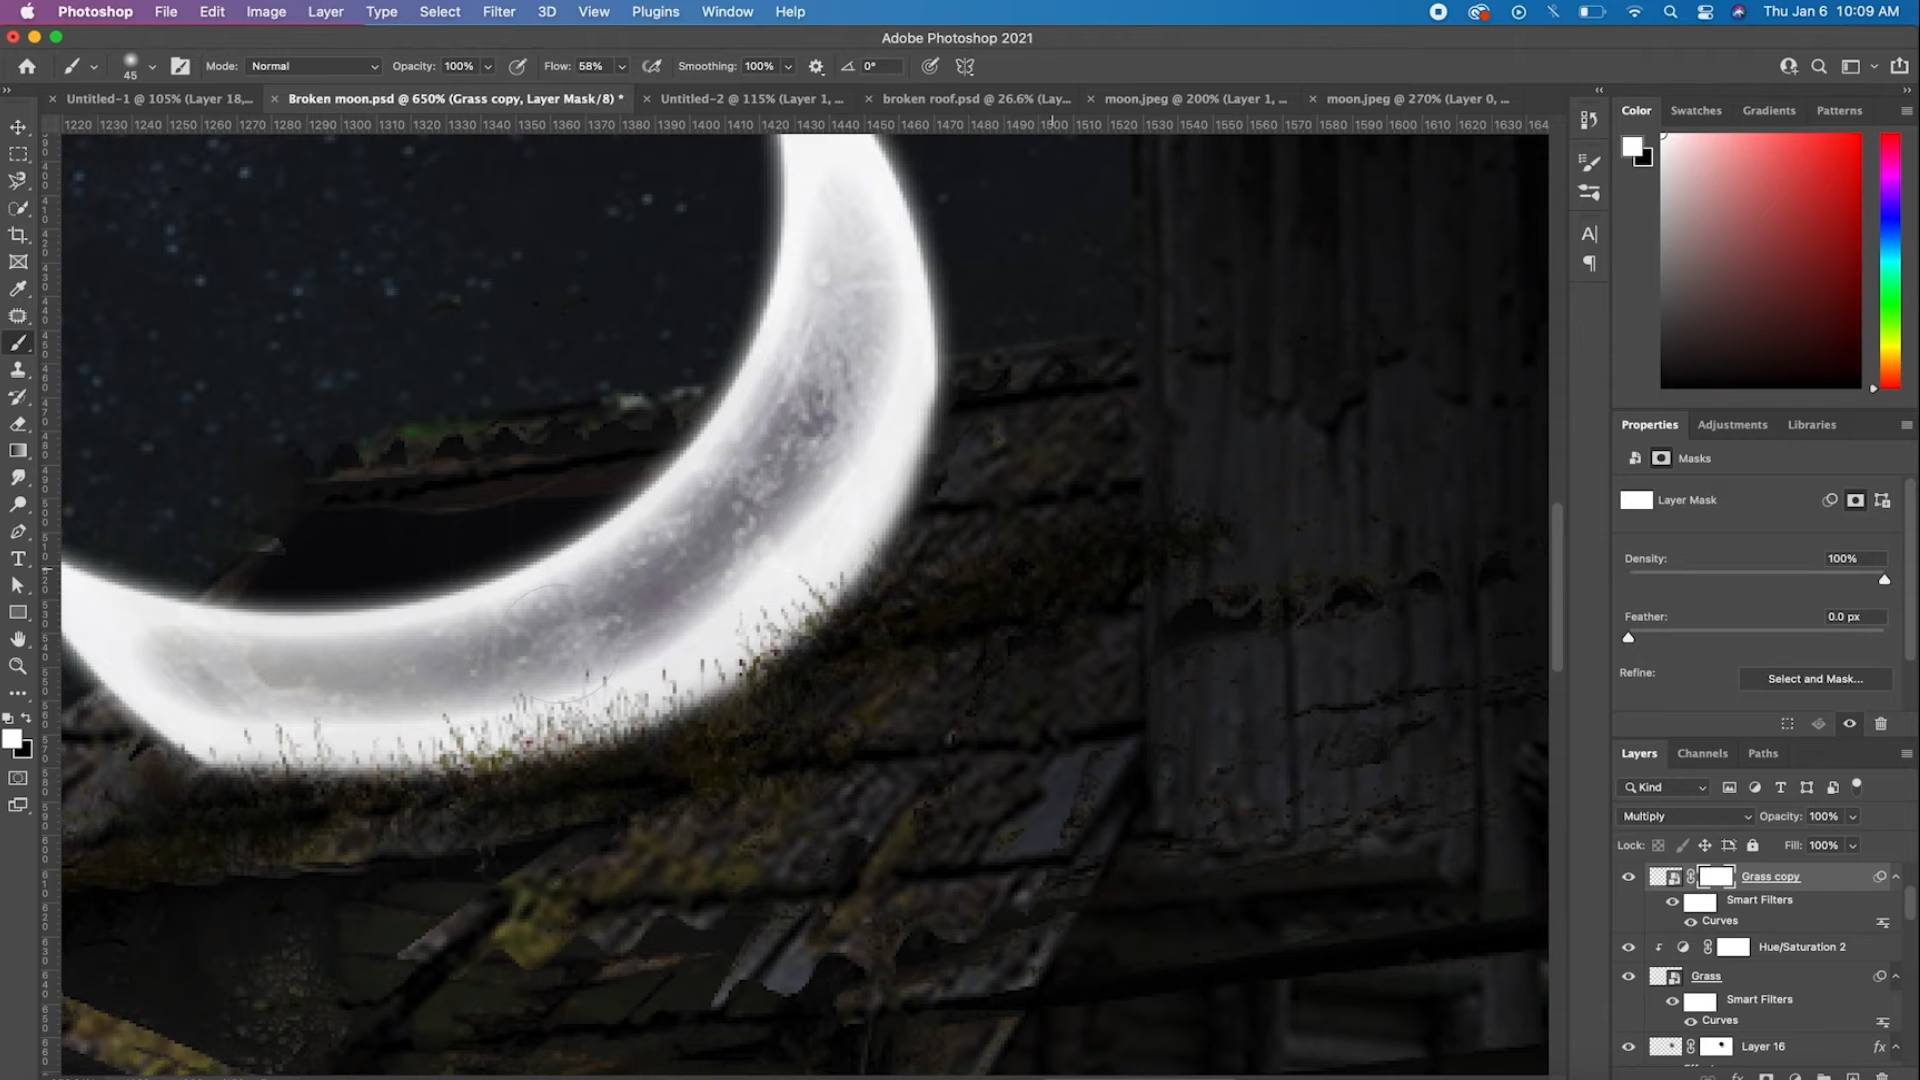 Photoshop File Edit Image Layer Type Select Filter 3D View Plugins Window Help Thu Jan 6 10:09 AM
Adobe Photoshop 2021
45 Mode: Normal Opacity: 100% Flow: 58% Smoothing: 100% 0°
Untitled-1 @ 105% (Layer 18,... Broken moon.psd @ 650% (Grass copy, Layer Mask/8) * Untitled-2 @ 115% (Layer 1, ... broken roof.psd @ 26.6% (Lay... moon.jpeg @ 200% (Layer 1, ... moon.jpeg @ 270% (Layer 0, ...
1220 1230 1240 1250 1260 1270 1280 1290 1300 1310 1320 1330 1340 1350 1360 1370 1380 1390 1400 1410 1420 1430 1440 1450 1460 1470 1480 1490 1500 1510 1520 1530 1540 1550 1560 1570 1580 1590 1600 1610 1620 1630 164
Color Swatches Gradients Patterns
Properties Adjustments Libraries
Masks
Layer Mask
Density: 100%
Feather: 0.0 px
Refine: Select and Mask...
Layers Channels Paths
Kind
Multiply Opacity: 100%
Lock: Fill: 100%
Grass copy
Smart Filters
Curves
Hue/Saturation 2
Grass
Smart Filters
Curves
Layer 16 fx